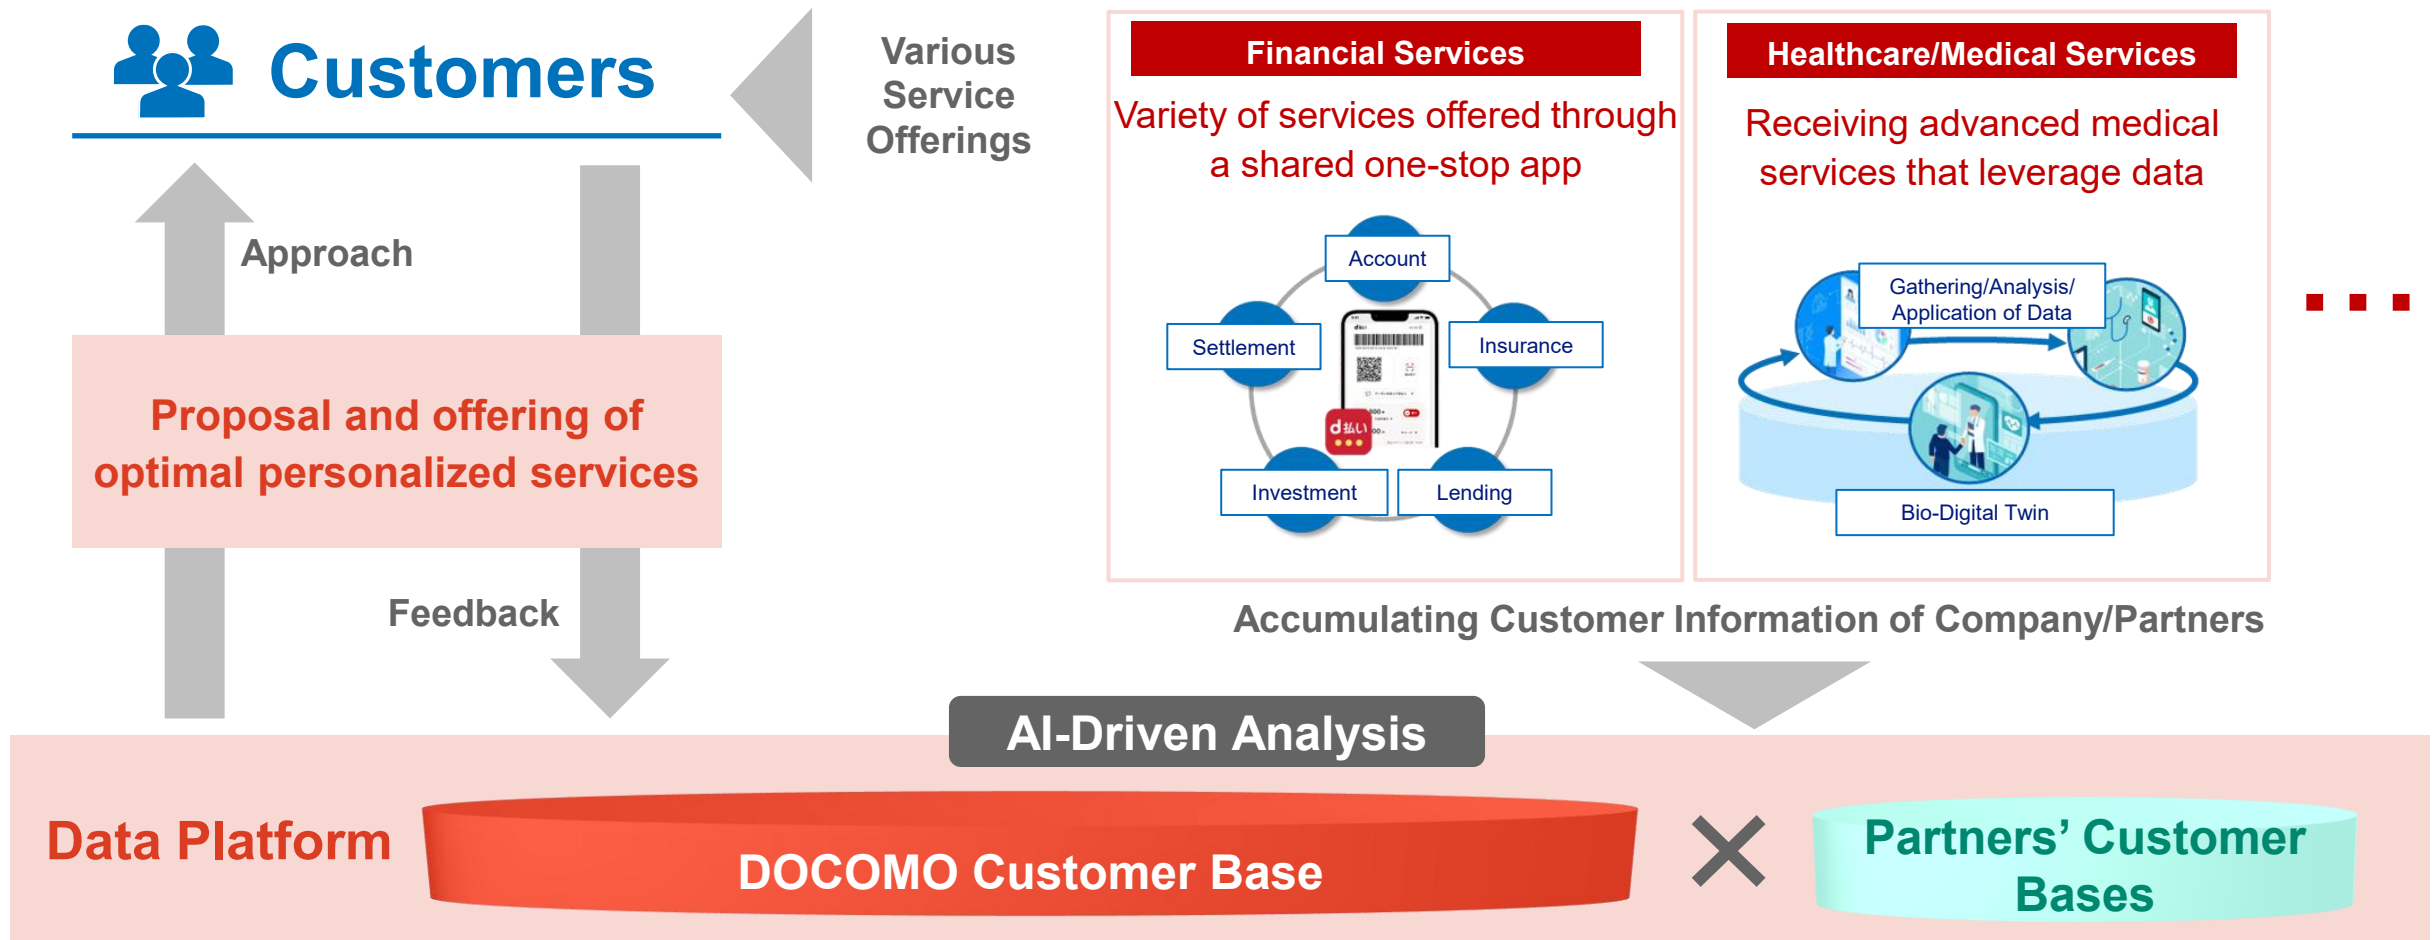 Customers
Various
Service
Offerings
Financial Services
Variety of services offered through
a shared one-stop app
Account
Settlement
Insurance
d払い
Investment
Lending
Healthcare/Medical Services
Receiving advanced medical
services that leverage data
Gathering/Analysis/
Application of Data
Bio-Digital Twin
Approach
Proposal and offering of
optimal personalized services
Feedback
Accumulating Customer Information of Company/Partners
AI-Driven Analysis
Data Platform
DOCOMO Customer Base
Partners’ Customer
Bases